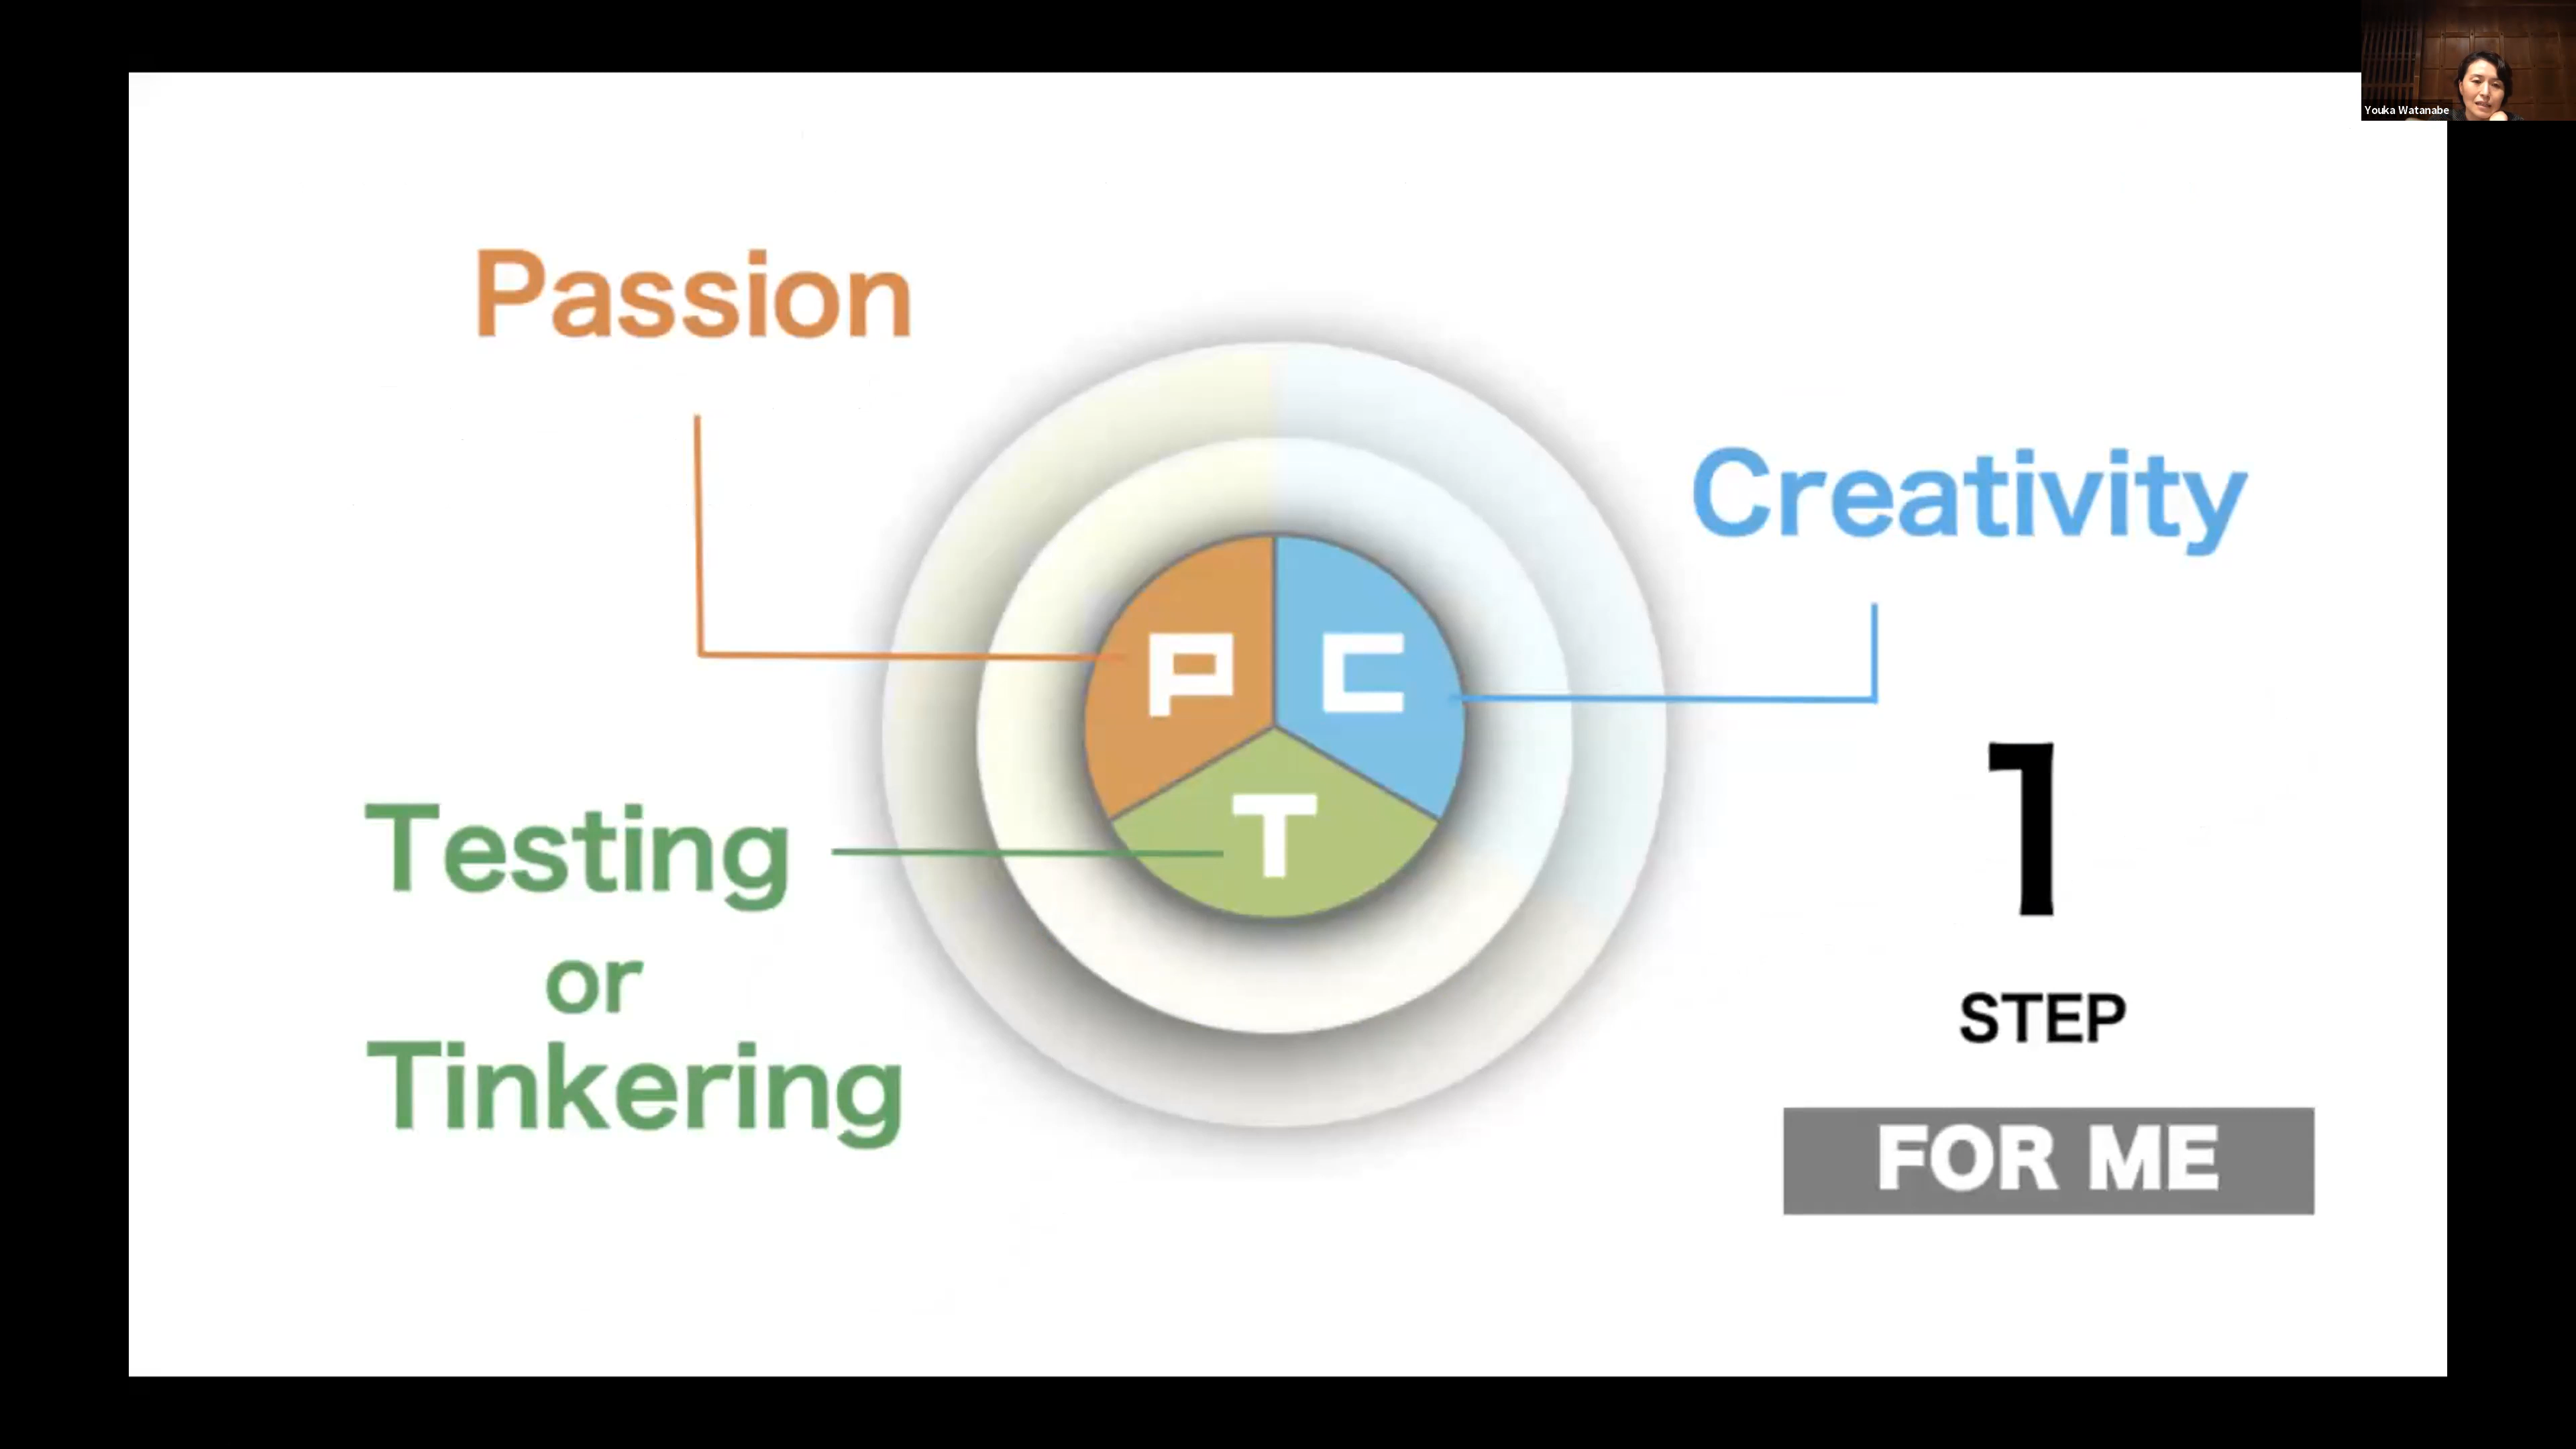 Youka Watanabe
Passion
Creativity
P
C
T
Testing
or
Tinkering
1
STEP
FOR ME